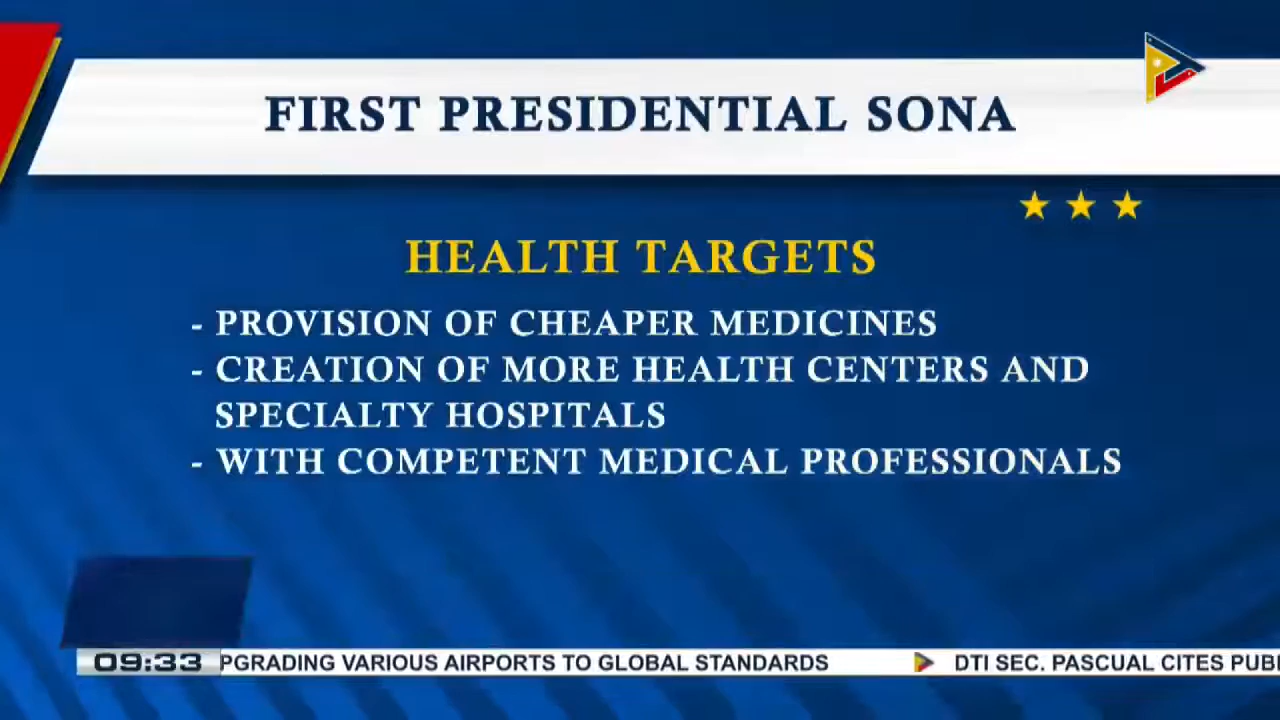 FIRST PRESIDENTIAL SONA
HEALTH TARGETS
- PROVISION OF CHEAPER MEDICINES
- CREATION OF MORE HEALTH CENTERS AND
SPECIALTY HOSPITALS
- WITH COMPETENT MEDICAL PROFESSIONALS
09:33 PGRADING VARIOUS AIRPORTS TO GLOBAL STANDARDS DTI SEC. PASCUAL CITES PUBL